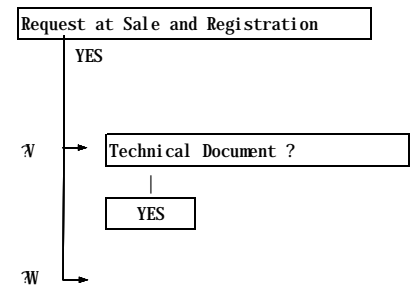 Request at Sale and Registration
YES
?V
Technical Document ?
YES
?W